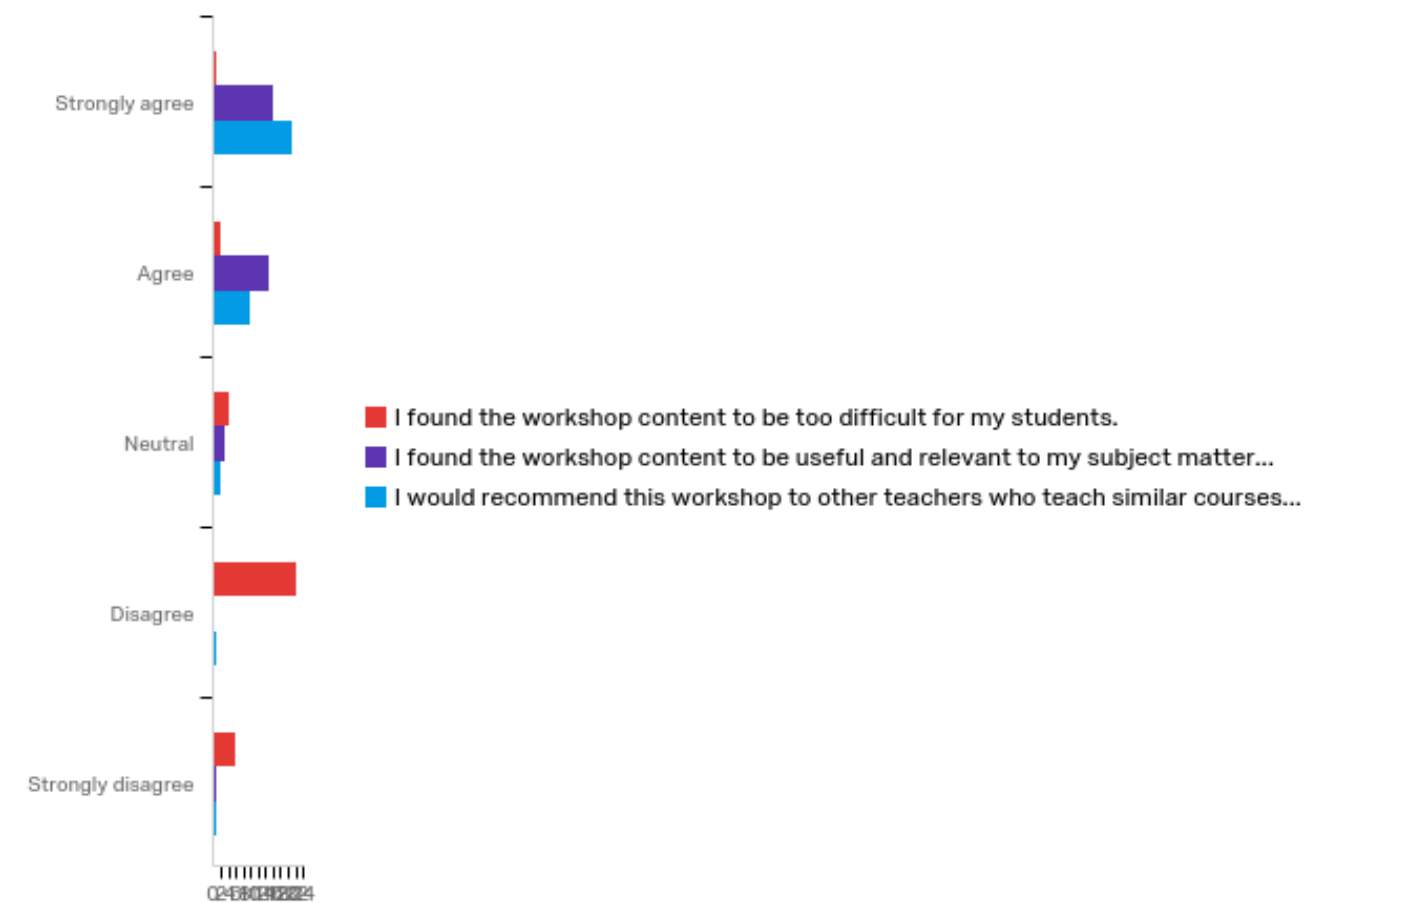 Strongly agree
Agree
Neutral
I found the workshop content to be too difficult for my students.
I found the workshop content to be useful and relevant to my subject matter...
I would recommend this workshop to other teachers who teach similar courses...
Disagree
Strongly disagree